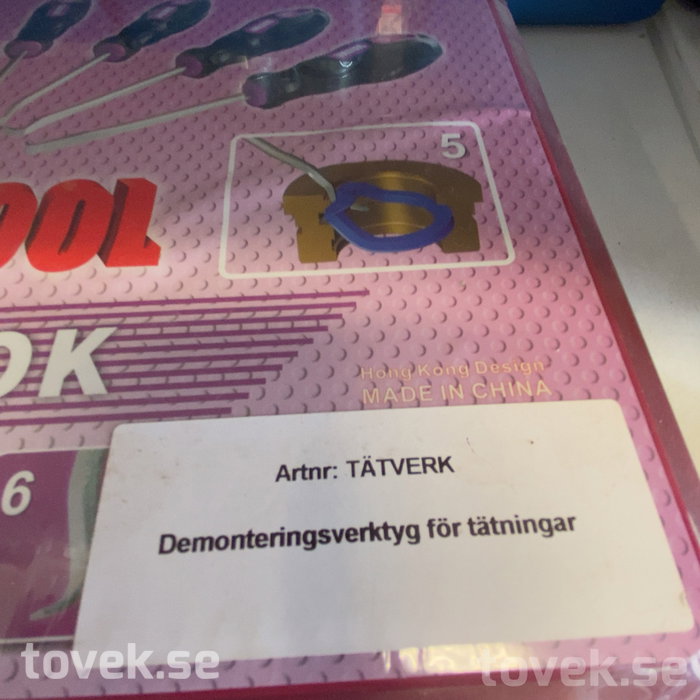 5
OOL
OK
Hong Kong Design
MADE IN CHINA
6
Artnr: TÄTVERK
Demonteringsverktyg för tätningar
tovek.se
tovek.se